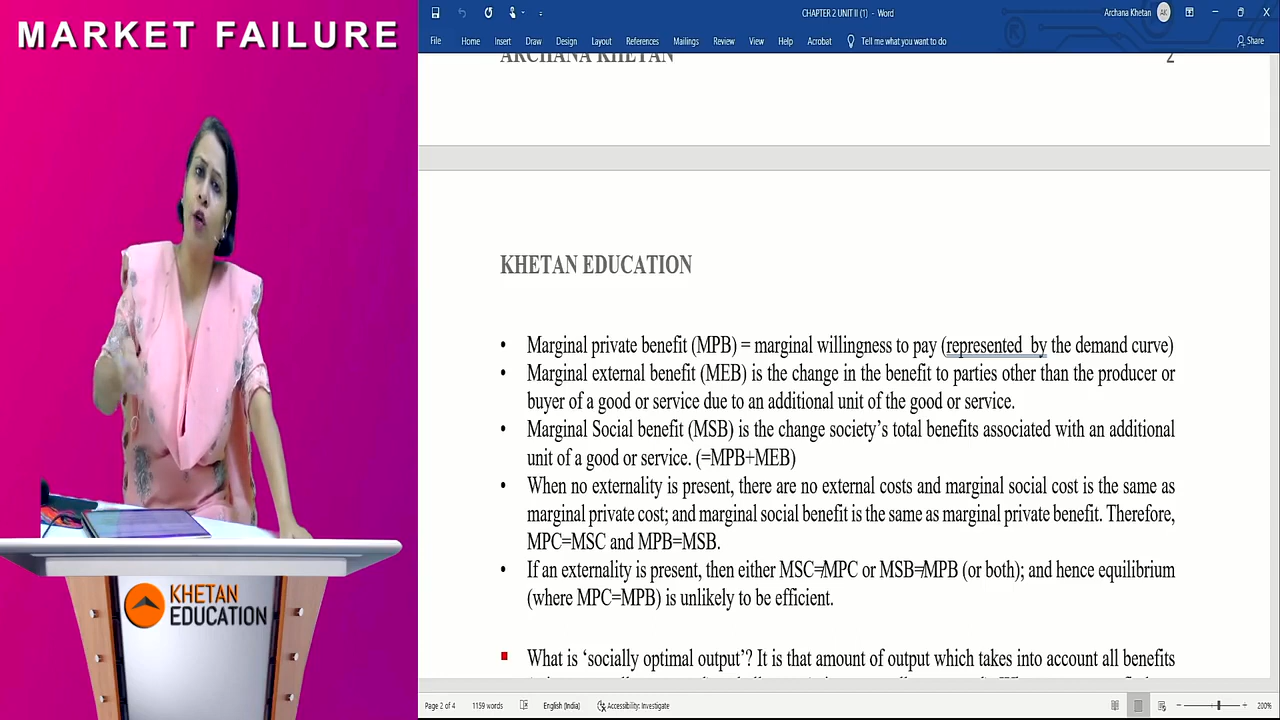 MARKET FAILURE
CHAPTER 2 UNIT II (1) - Word
Archana Khetan
AK
File Home Insert Draw Design Layout References Mailings Review View Help Acrobat Tell me what you want to do
Share
ARCHANA KHETAN 2
KHETAN EDUCATION
• Marginal private benefit (MPB) = marginal willingness to pay (represented by the demand curve)
• Marginal external benefit (MEB) is the change in the benefit to parties other than the producer or
buyer of a good or service due to an additional unit of the good or service.
• Marginal Social benefit (MSB) is the change society’s total benefits associated with an additional
unit of a good or service. (=MPB+MEB)
• When no externality is present, there are no external costs and marginal social cost is the same as
marginal private cost; and marginal social benefit is the same as marginal private benefit. Therefore,
MPC=MSC and MPB=MSB.
• If an externality is present, then either MSC≠MPC or MSB≠MPB (or both); and hence equilibrium
(where MPC=MPB) is unlikely to be efficient.
What is ‘socially optimal output’? It is that amount of output which takes into account all benefits
KHETAN
EDUCATION
Page 2 of 4 1159 words English (India) Accessibility: Investigate 200%